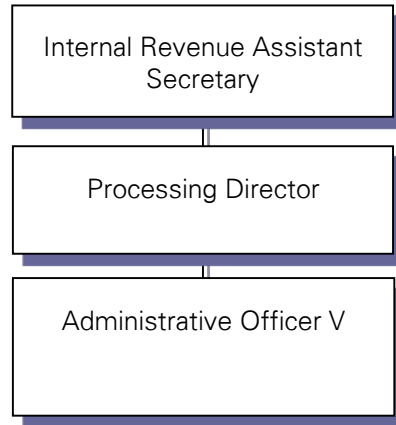 Internal Revenue Assistant
Secretary
Processing Director
Administrative Officer V